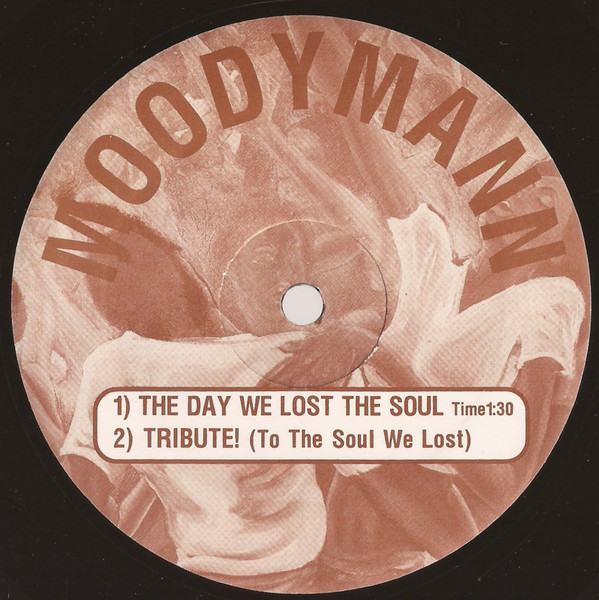 MOODYMANN
1) THE DAY WE LOST THE SOUL Time1:30
2) TRIBUTE! (To The Soul We Lost)